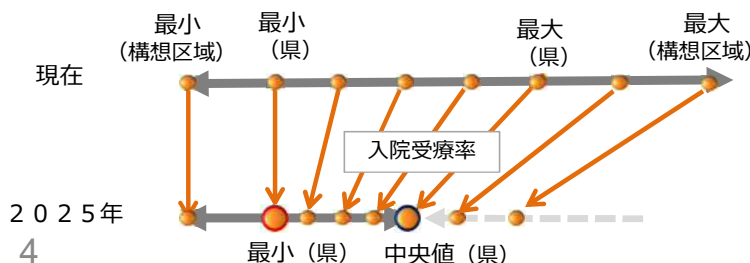 最小
（構想区域）
最小
（県）
最大
（県）
最大
（構想区域）
現在
入院受療率
２０２５年
最小（県）
中央値（県）
4